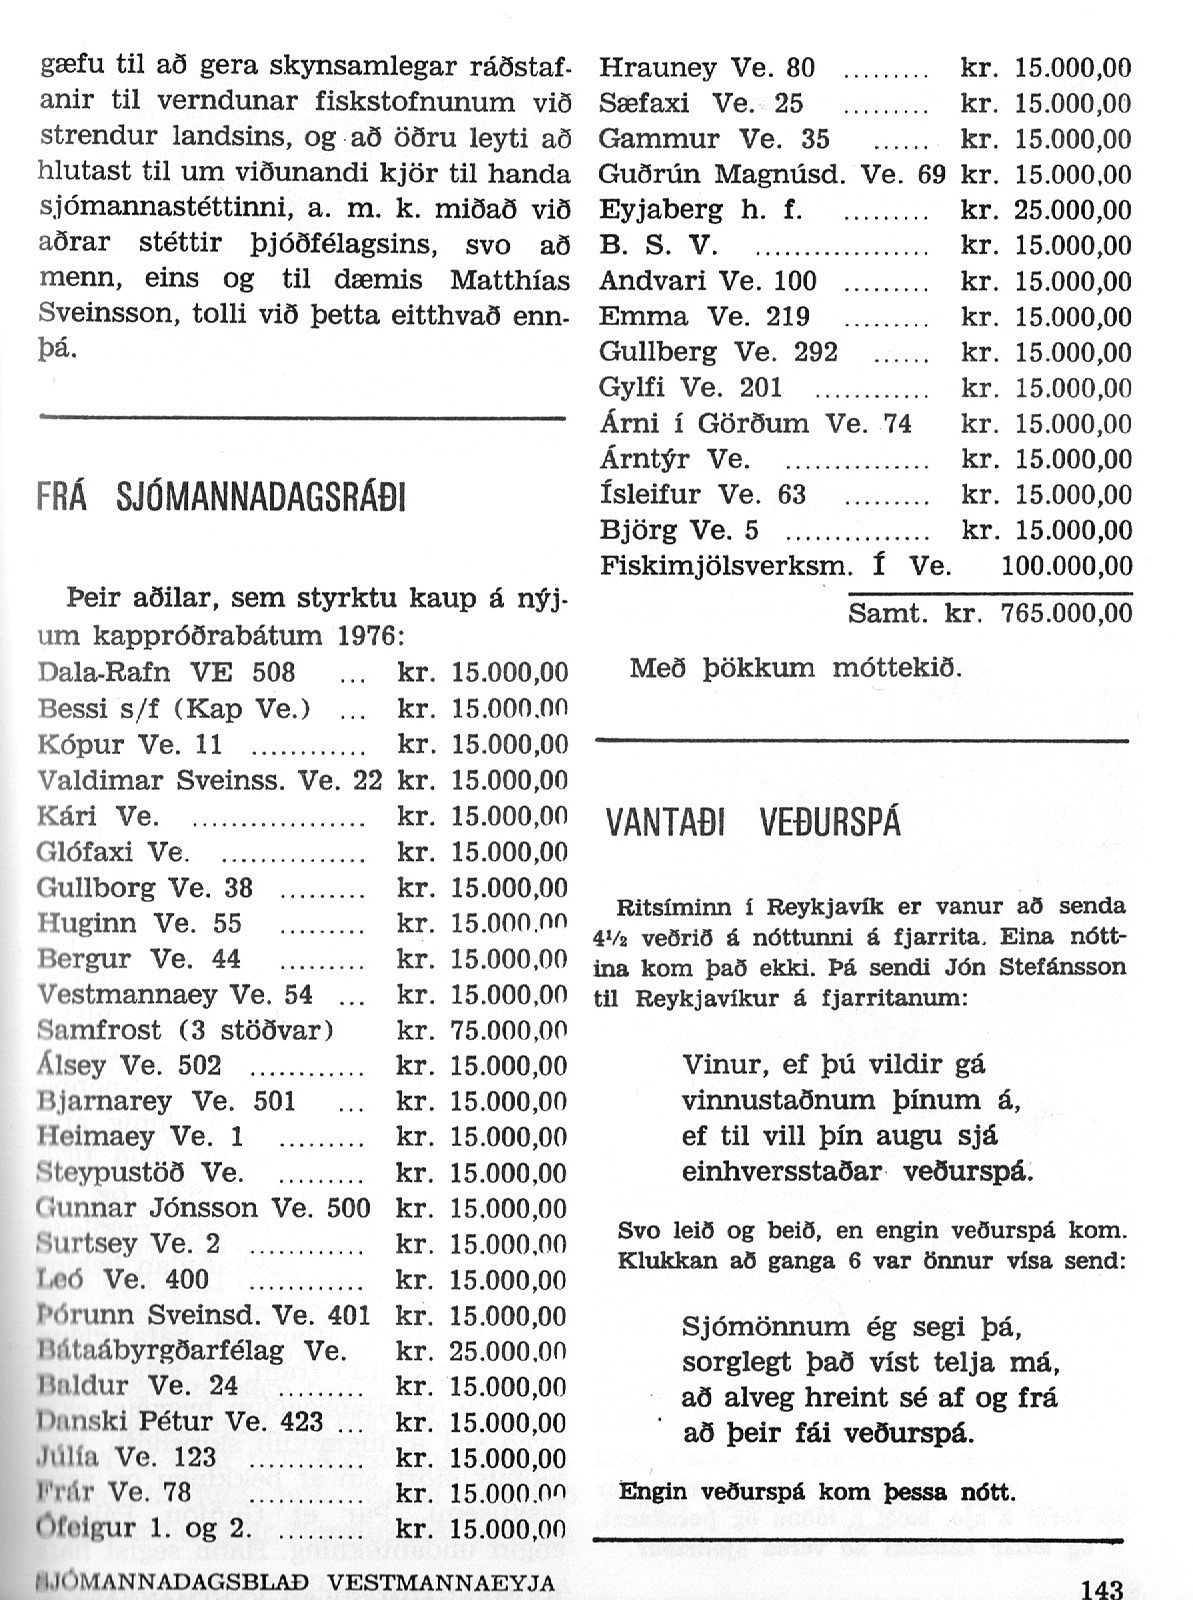 gæfu til að gera skynsamlegar ráðstaf-
anir til verndunar fiskstofnunum við
strendur landsins, og að öðru leyti að
hlutast til um viðunandi kjör til handa
sjómannastéttinni, a. m. k. miðað við
aðrar stéttir þjóðfélagsins, svo að
menn, eins og til dæmis Matthías
Sveinsson, tolli við þetta eitthvað enn-
þá.
FRÁ SJÓMANNADAGSRÁÐI
Þeir aðilar, sem styrktu kaup á nýj-
um kappróðrabátum 1976:
Dala-Rafn VE 508 ... kr. 15.000,00
Bessi s/f (Kap Ve.) ... kr. 15.000.00
Kópur Ve. 11 ............ kr. 15.000,00
Valdimar Sveinss. Ve. 22 kr. 15.000,00
Kári Ve. .................. kr. 15.000,00
Glófaxi Ve. ............... kr. 15.000,00
Gullborg Ve. 38 ......... kr. 15.000,00
Huginn Ve. 55 ......... kr. 15.000.00
Bergur Ve. 44 ......... kr. 15.000,00
Vestmannaey Ve. 54 ... kr. 15.000,00
Samfrost (3 stöðvar) kr. 75.000,00
Álsey Ve. 502 ............ kr. 15.000,00
Bjarnarey Ve. 501 ... kr. 15.000,00
Heimaey Ve. 1 ......... kr. 15.000,00
Steypustöð Ve. ......... kr. 15.000,00
Gunnar Jónsson Ve. 500 kr. 15.000,00
Surtsey Ve. 2 ............ kr. 15.000,00
Leó Ve. 400 ............ kr. 15.000,00
Þórunn Sveinsd. Ve. 401 kr. 15.000,00
Bátaábyrgðarfélag Ve. kr. 25.000.00
Baldur Ve. 24 ......... kr. 15.000,00
Danski Pétur Ve. 423 ... kr. 15.000,00
Júlía Ve. 123 ............ kr. 15.000,00
Frár Ve. 78 ............ kr. 15.000.00
Ófeigur 1. og 2. ......... kr. 15.000,00
SJÓMANNADAGSBLAÐ VESTMANNAEYJA
Hrauney Ve. 80 ......... kr. 15.000,00
Sæfaxi Ve. 25 ......... kr. 15.000,00
Gammur Ve. 35 ...... kr. 15.000,00
Guðrún Magnúsd. Ve. 69 kr. 15.000,00
Eyjaberg h. f. ......... kr. 25.000,00
B. S. V. .................. kr. 15.000,00
Andvari Ve. 100 ......... kr. 15.000,00
Emma Ve. 219 ......... kr. 15.000,00
Gullberg Ve. 292 ...... kr. 15.000,00
Gylfi Ve. 201 ............ kr. 15.000,00
Árni í Görðum Ve. 74 kr. 15.000,00
Árntýr Ve. ............... kr. 15.000,00
Ísleifur Ve. 63 ......... kr. 15.000,00
Björg Ve. 5 ............... kr. 15.000,00
Fiskimjölsverksm. Í Ve. 100.000,00
Samt. kr. 765.000,00
Með þökkum móttekið.
VANTAÐI VEÐURSPÁ
Ritsíminn í Reykjavík er vanur að senda
4½ veðrið á nóttunni á fjarrita. Eina nótt-
ina kom það ekki. Þá sendi Jón Stefánsson
til Reykjavíkur á fjarritanum:
Vinur, ef þú vildir gá
vinnustaðnum þínum á,
ef til vill þín augu sjá
einhversstaðar veðurspá.
Svo leið og beið, en engin veðurspá kom.
Klukkan að ganga 6 var önnur vísa send:
Sjómönnum ég segi þá,
sorglegt það víst telja má,
að alveg hreint sé af og frá
að þeir fái veðurspá.
Engin veðurspá kom þessa nótt.
143